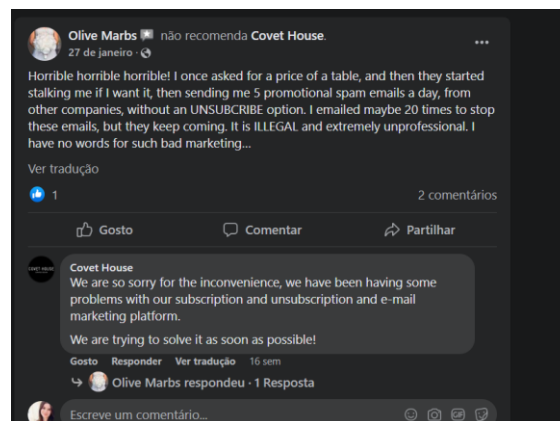 Olive Marbs não recomenda Covet House.
27 de janeiro ·
Horrible horrible horrible! I once asked for a price of a table, and then they started
stalking me if I want it, then sending me 5 promotional spam emails a day, from
other companies, without an UNSUBCRIBE option. I emailed maybe 20 times to stop
these emails, but they keep coming. It is ILLEGAL and extremely unprofessional. I
have no words for such bad marketing...
Ver tradução
1 2 comentários
Gosto Comentar Partilhar
COVET HOUSE
Covet House
We are so sorry for the inconvenience, we have been having some
problems with our subscription and unsubscription and e-mail
marketing platform.
We are trying to solve it as soon as possible!
Gosto Responder Ver tradução 16 sem
Olive Marbs respondeu · 1 Resposta
Escreve um comentário... GIF